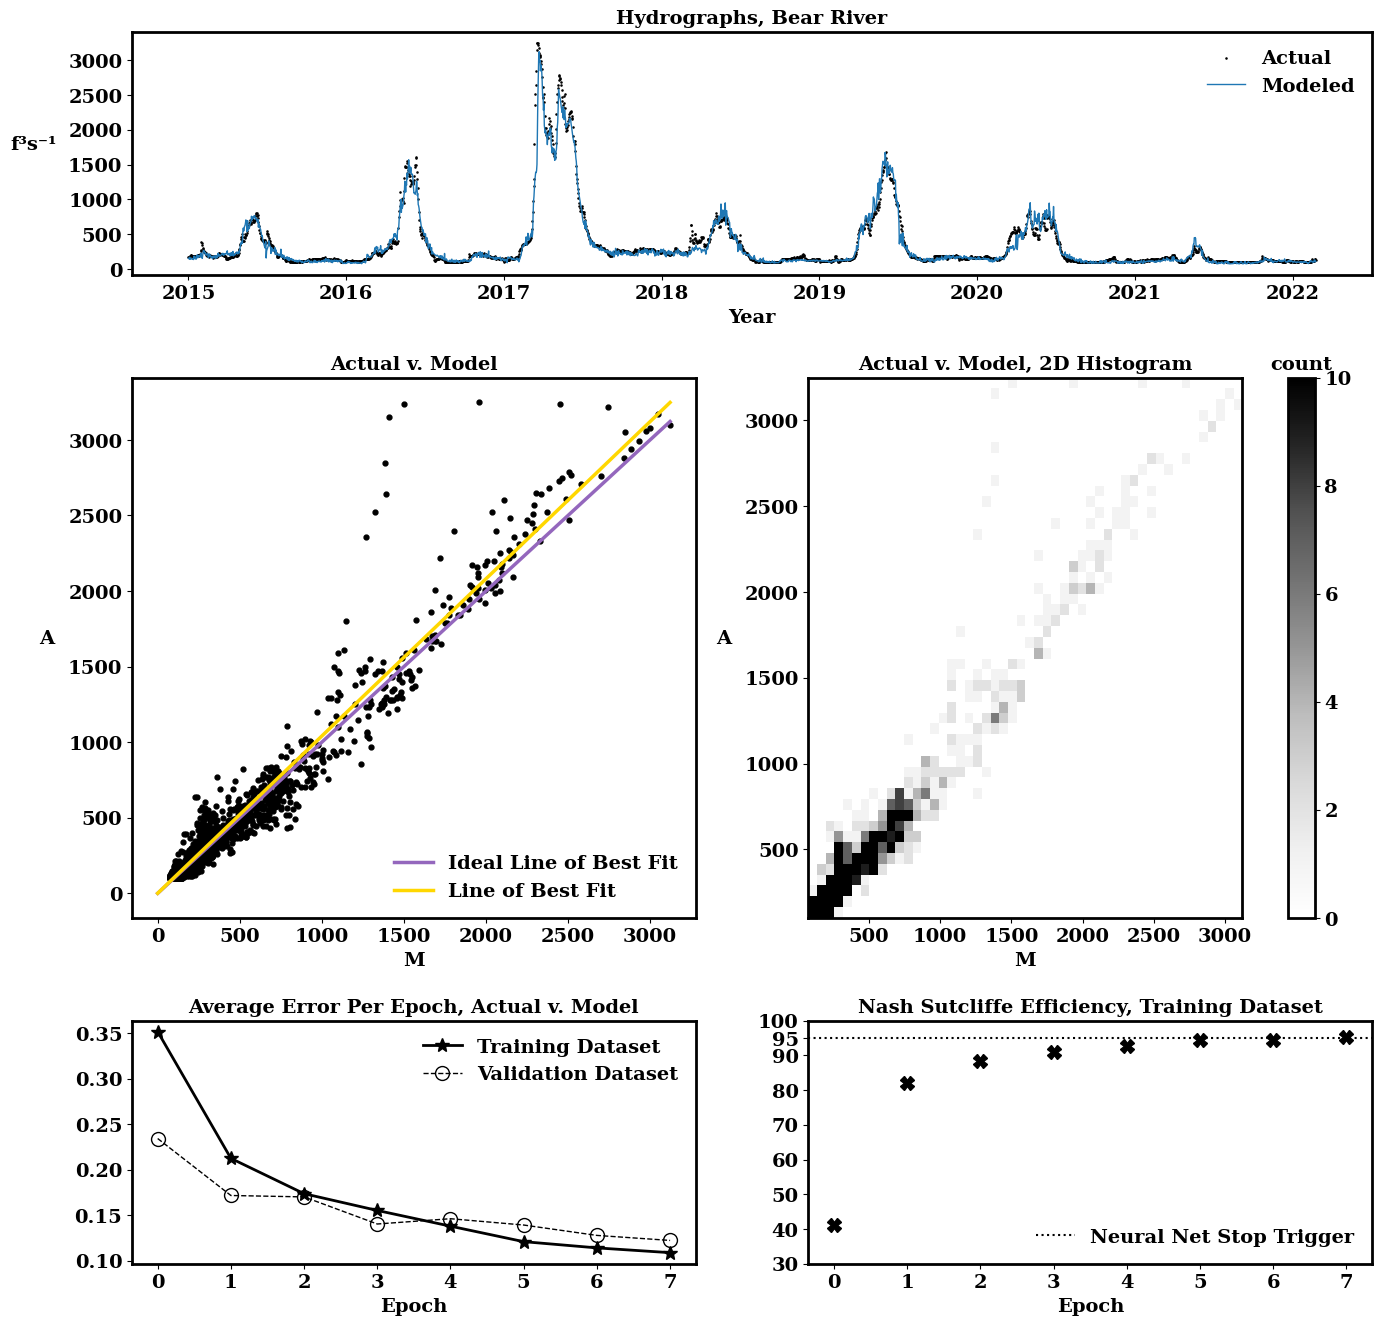 Hydrographs, Bear River
3000
2500
2000
1500
1000
500
0
f³s⁻¹
Actual
Modeled
2015 2016 2017 2018 2019 2020 2021 2022
Year
Actual v. Model
3000
2500
2000
1500
1000
500
0
A
Ideal Line of Best Fit
Line of Best Fit
0 500 1000 1500 2000 2500 3000
M
Actual v. Model, 2D Histogram
3000
2500
2000
1500
1000
500
A
500 1000 1500 2000 2500 3000
M
count
10
8
6
4
2
0
Average Error Per Epoch, Actual v. Model
0.35
0.30
0.25
0.20
0.15
0.10
Training Dataset
Validation Dataset
0 1 2 3 4 5 6 7
Epoch
Nash Sutcliffe Efficiency, Training Dataset
100
95
90
80
70
60
50
40
30
Neural Net Stop Trigger
0 1 2 3 4 5 6 7
Epoch